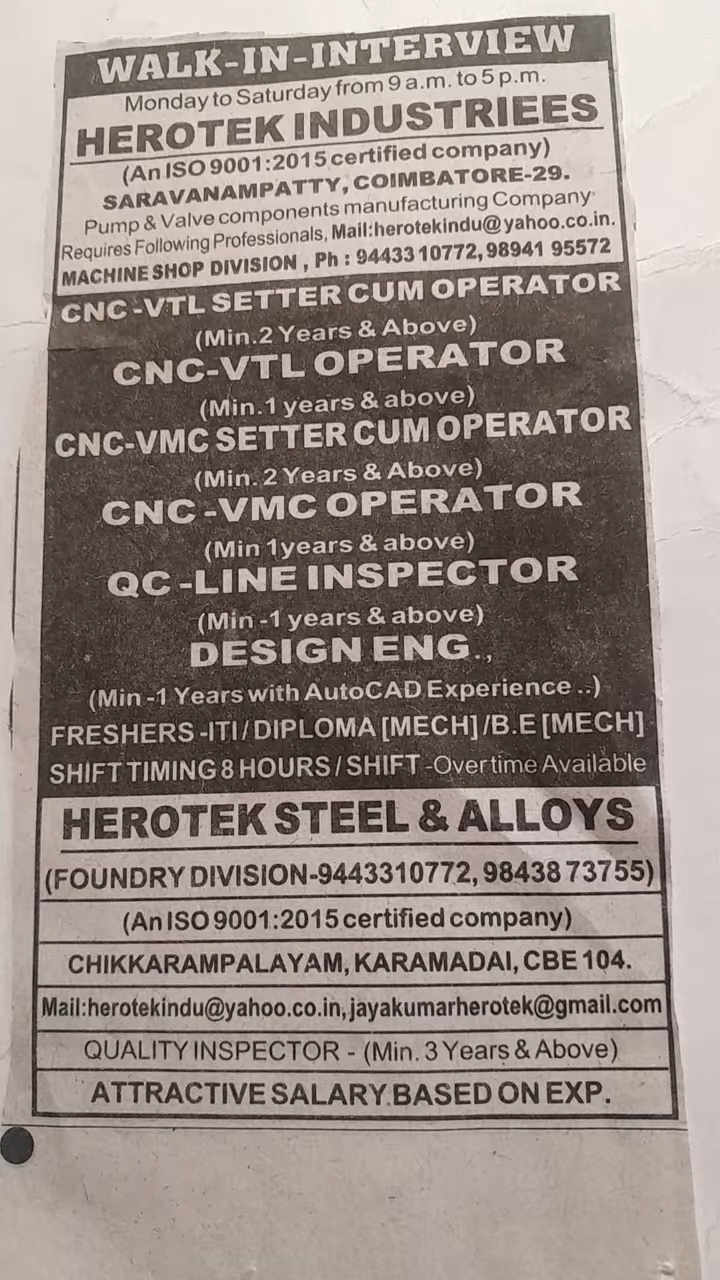 WALK-IN-INTERVIEW
Monday to Saturday from 9 a.m. to 5 p.m.
HEROTEK INDUSTRIEES
(An ISO 9001:2015 certified company)
SARAVANAMPATTY, COIMBATORE-29.
Pump & Valve components manufacturing Company
Requires Following Professionals, Mail:herotekindu@yahoo.co.in.
MACHINE SHOP DIVISION , Ph : 94433 10772, 98941 95572
CNC-VTL SETTER CUM OPERATOR
(Min.2 Years & Above)
CNC-VTL OPERATOR
(Min.1 years & above)
CNC-VMC SETTER CUM OPERATOR
(Min. 2 Years & Above)
CNC-VMC OPERATOR
(Min 1years & above)
QC-LINE INSPECTOR
(Min -1 years & above)
DESIGN ENG.,
(Min -1 Years with AutoCAD Experience ..)
FRESHERS -ITI/ DIPLOMA [MECH] /B.E [MECH]
SHIFT TIMING 8 HOURS / SHIFT -Overtime Available
HEROTEK STEEL & ALLOYS
(FOUNDRY DIVISION-9443310772, 98438 73755)
(An ISO 9001:2015 certified company)
CHIKKARAMPALAYAM, KARAMADAI, CBE 104.
Mail:herotekindu@yahoo.co.in, jayakumarherotek@gmail.com
QUALITY INSPECTOR - (Min. 3 Years & Above)
ATTRACTIVE SALARY.BASED ON EXP.